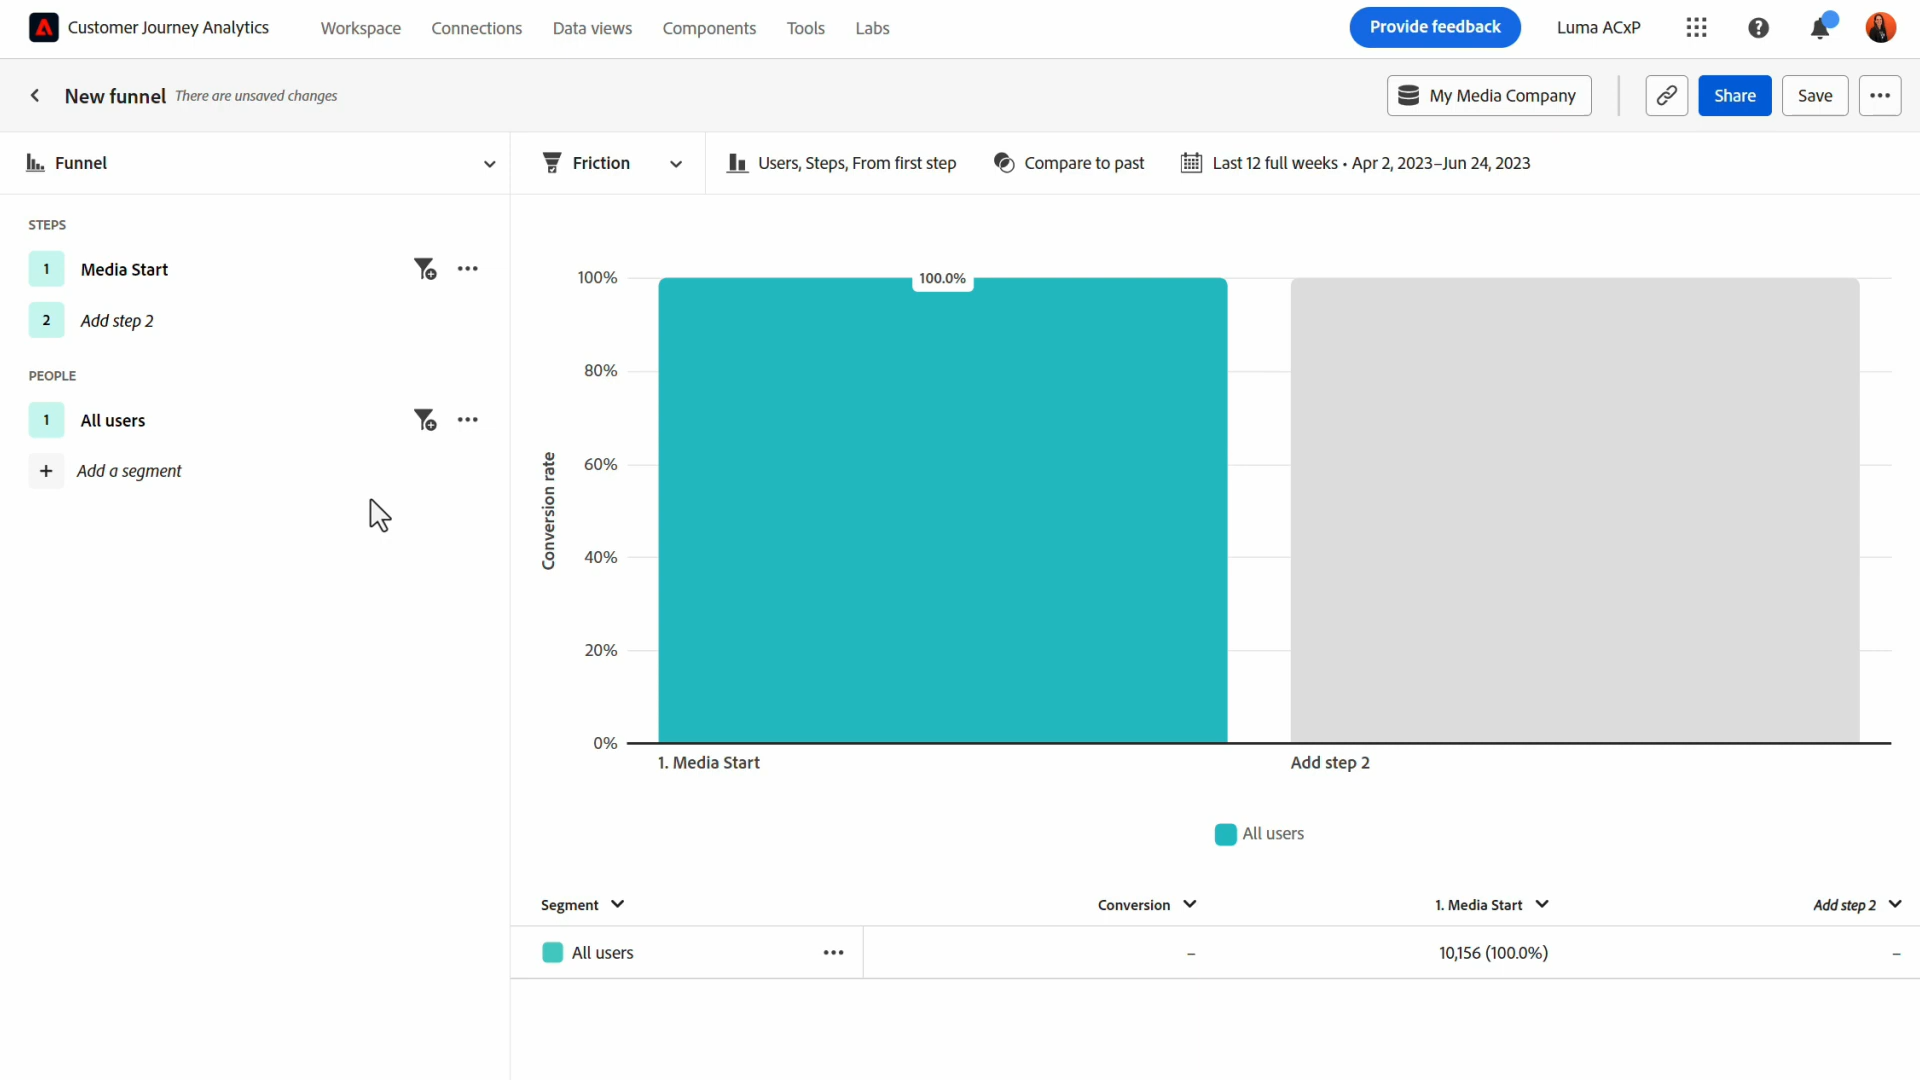 Customer Journey Analytics
Workspace
Connections
Data views
Components
Tools
Labs
Provide feedback
Luma ACxP
New funnel
There are unsaved changes
My Media Company
Share
Save
Funnel
Friction
Users, Steps, From first step
Compare to past
Last 12 full weeks • Apr 2, 2023–Jun 24, 2023
STEPS
1 Media Start
2 Add step 2
PEOPLE
1 All users
+ Add a segment
Conversion rate
100%
80%
60%
40%
20%
0%
100.0%
1. Media Start
Add step 2
All users
Segment
Conversion
1. Media Start
Add step 2
All users
–
10,156 (100.0%)
–